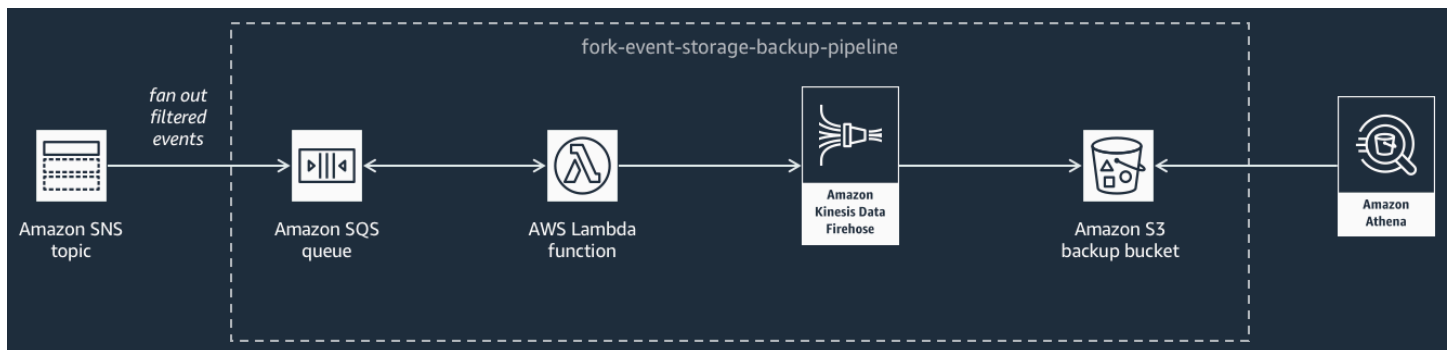 fork-event-storage-backup-pipeline
fan out
filtered
events
Amazon SNS
topic
Amazon SQS
queue
AWS Lambda
function
Amazon
Kinesis Data
Firehose
Amazon S3
backup bucket
Amazon
Athena